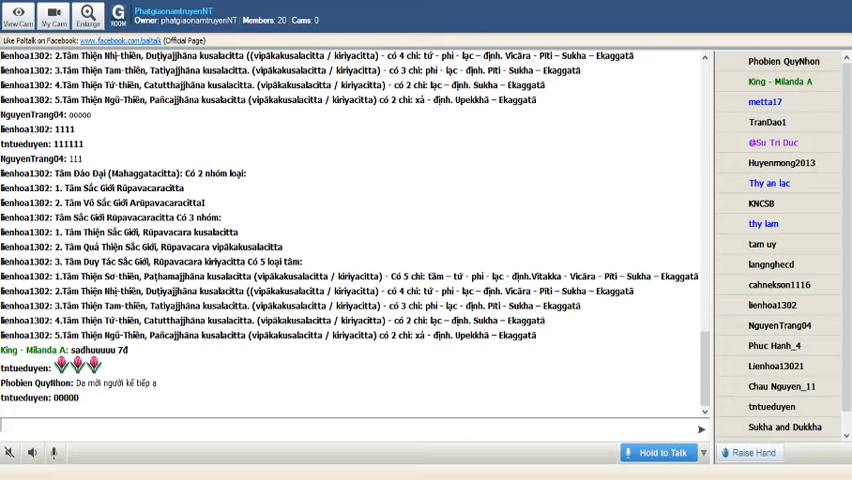 View Cam
My Cam
Enlarge
G
ROOM
PhatgiaonamtruyenNT
Owner: phatgiaonamtruyenNT | Members: 20 | Cams: 0
Like Paltalk on Facebook: www.facebook.com/paltalk (Official Page)
lienhoa1302: 2.Tâm Thiện Nhị-thiền, Duṭiyajjhāna kusalacitta ((vipākakusalacitta / kiriyacitta) - có 4 chi: tứ - phi - lạc – định. Vicāra - Pīti – Sukha – Ekaggatā
lienhoa1302: 3.Tâm Thiện Tam-thiền, Tatiyajjhāna kusalacitta. (vipākakusalacitta / kiriyacitta) - có 3 chi: phi - lạc – định. Pīti - Sukha - Ekaggatā
lienhoa1302: 4.Tâm Thiện Tứ-thiền, Catutthajjhāna kusalacitta. (vipākakusalacitta / kiriyacitta) - có 2 chi: lạc – định. Sukha - Ekaggatā
lienhoa1302: 5.Tâm Thiện Ngũ-Thiền, Pañcajjhāna kusalacitta. (vipākakusalacitta / kiriyacitta) có 2 chi: xả - định. Upekkhā – Ekaggatā
NguyenTrang04: ooooo
lienhoa1302: 1111
tntueduyen: 111111
NguyenTrang04: 111
lienhoa1302: Tâm Đáo Đại (Mahaggatacitta): Có 2 nhóm loại:
lienhoa1302: 1. Tâm Sắc Giới Rūpavacaracitta
lienhoa1302: 2. Tâm Vô Sắc Giới ArūpavacaracittaI
lienhoa1302: Tâm Sắc Giới Rūpavacaracitta Có 3 nhóm:
lienhoa1302: 1. Tâm Thiện Sắc Giới, Rūpavacara kusalacitta
lienhoa1302: 2. Tâm Quả Thiện Sắc Giới, Rūpavacara vipākakusalacitta
lienhoa1302: 3. Tâm Duy Tác Sắc Giới, Rūpavacara kiriyacitta Có 5 loại tâm:
lienhoa1302: 1.Tâm Thiện Sơ-thiền, Paṭhamajjhāna kusalacitta (vipākakusalacitta / kiriyacitta) - Có 5 chi: tầm – tứ - phi - lạc - định.Vitakka - Vicāra - Pīti – Sukha – Ekaggatā
lienhoa1302: 2.Tâm Thiện Nhị-thiền, Duṭiyajjhāna kusalacitta ((vipākakusalacitta / kiriyacitta) - có 4 chi: tứ - phi - lạc – định. Vicāra - Pīti – Sukha – Ekaggatā
lienhoa1302: 3.Tâm Thiện Tam-thiền, Tatiyajjhāna kusalacitta. (vipākakusalacitta / kiriyacitta) - có 3 chi: phi - lạc – định. Pīti - Sukha - Ekaggatā
lienhoa1302: 4.Tâm Thiện Tứ-thiền, Catutthajjhāna kusalacitta. (vipākakusalacitta / kiriyacitta) - có 2 chi: lạc – định. Sukha - Ekaggatā
lienhoa1302: 5.Tâm Thiện Ngũ-Thiền, Pañcajjhāna kusalacitta. (vipākakusalacitta / kiriyacitta) có 2 chi: xả - định. Upekkhā – Ekaggatā
King - Milanda A: sadhuuuuu 7đ
tntueduyen:
Phobien QuyNhon: Dạ mời người kế tiếp ạ
tntueduyen: 00000
Hold to Talk
Phobien QuyNhon
King - Milanda A
metta17
TranDao1
@Su Tri Duc
Huyenmong2013
Thy an lac
KNCSB
thy lam
tam uy
langnghecd
cahnekson1116
lienhoa1302
NguyenTrang04
Phuc Hanh_4
Lienhoa13021
Chau Nguyen_11
tntueduyen
Sukha and Dukkha
Raise Hand